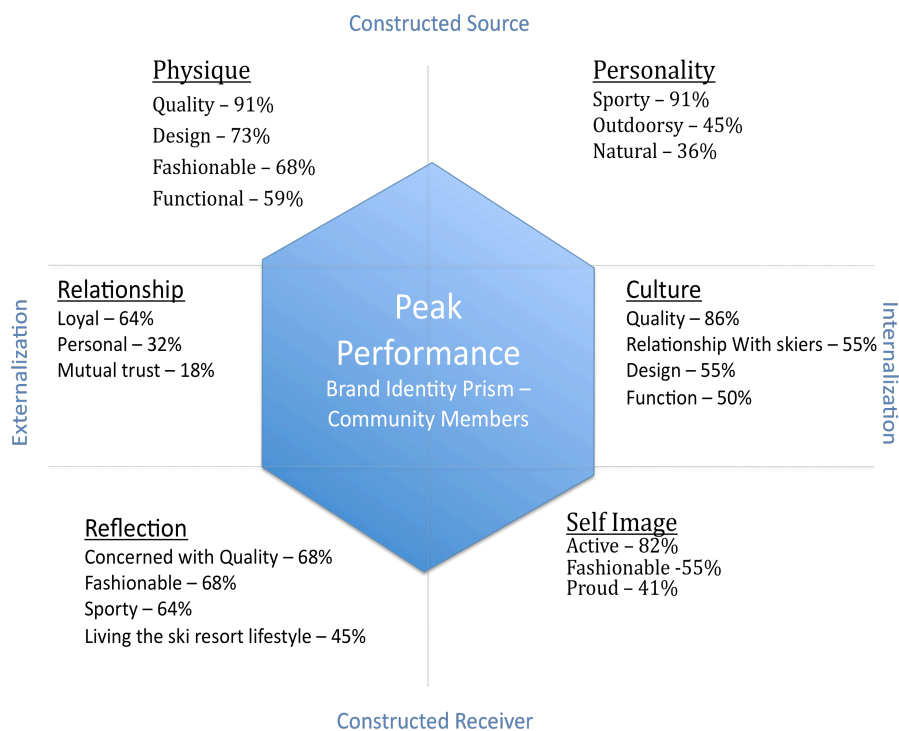 Constructed Source
Physique
Quality – 91%
Design – 73%
Fashionable – 68%
Functional – 59%
Personality
Sporty – 91%
Outdoorsy – 45%
Natural – 36%
Externalization
Relationship
Loyal – 64%
Personal – 32%
Mutual trust – 18%
Peak
Performance
Brand Identity Prism –
Community Members
Culture
Quality – 86%
Relationship With skiers – 55%
Design – 55%
Function – 50%
Internalization
Reflection
Concerned with Quality – 68%
Fashionable – 68%
Sporty – 64%
Living the ski resort lifestyle – 45%
Self Image
Active – 82%
Fashionable -55%
Proud – 41%
Constructed Receiver